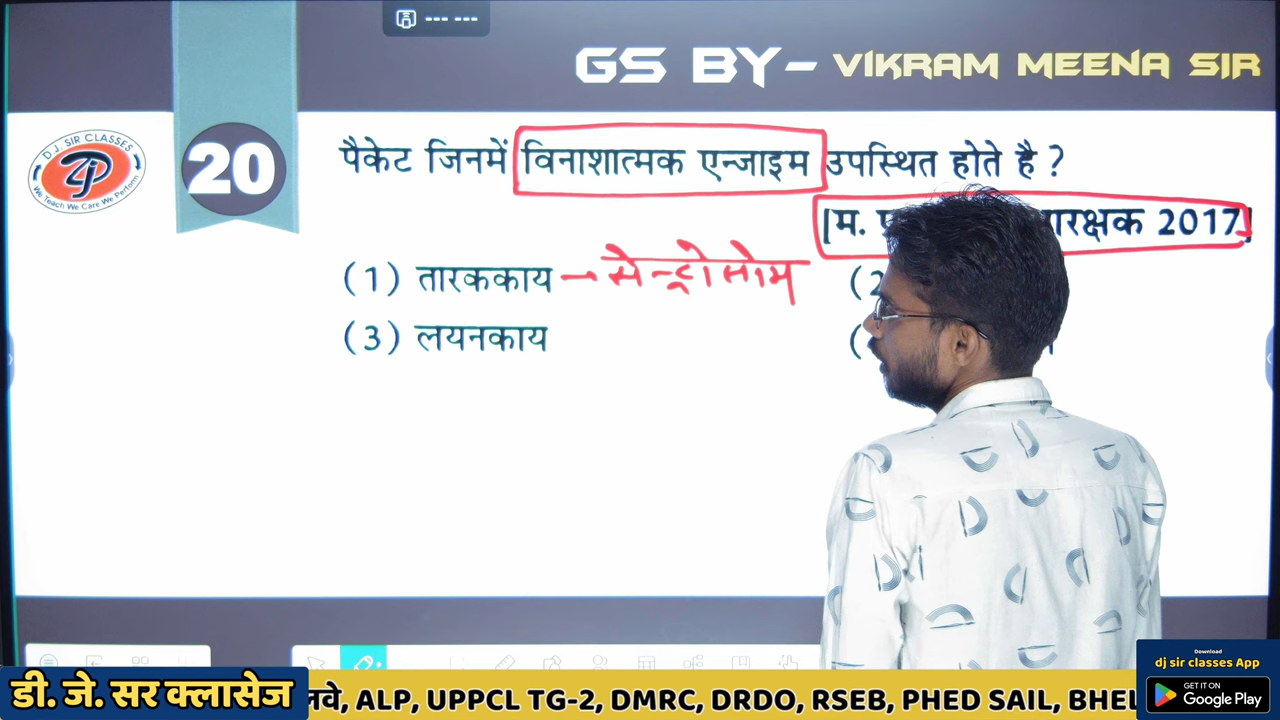 --- ---
GS BY- VIKRAM MEENA SIR
D.J. SIR CLASSES
We Teach We Care We Perform
20
पैकेट जिनमें विनाशात्मक एन्जाइम उपस्थित होते है ?
[म. 2017]
(1) तारककाय → सेन्ट्रोसोम
(3) लयनकाय
डी. जे. सर क्लासेज
ALP, UPPCL TG-2, DMRC, DRDO, RSEB, PHED SAIL, BHEL
Download
dj sir classes App
GET IT ON
Google Play